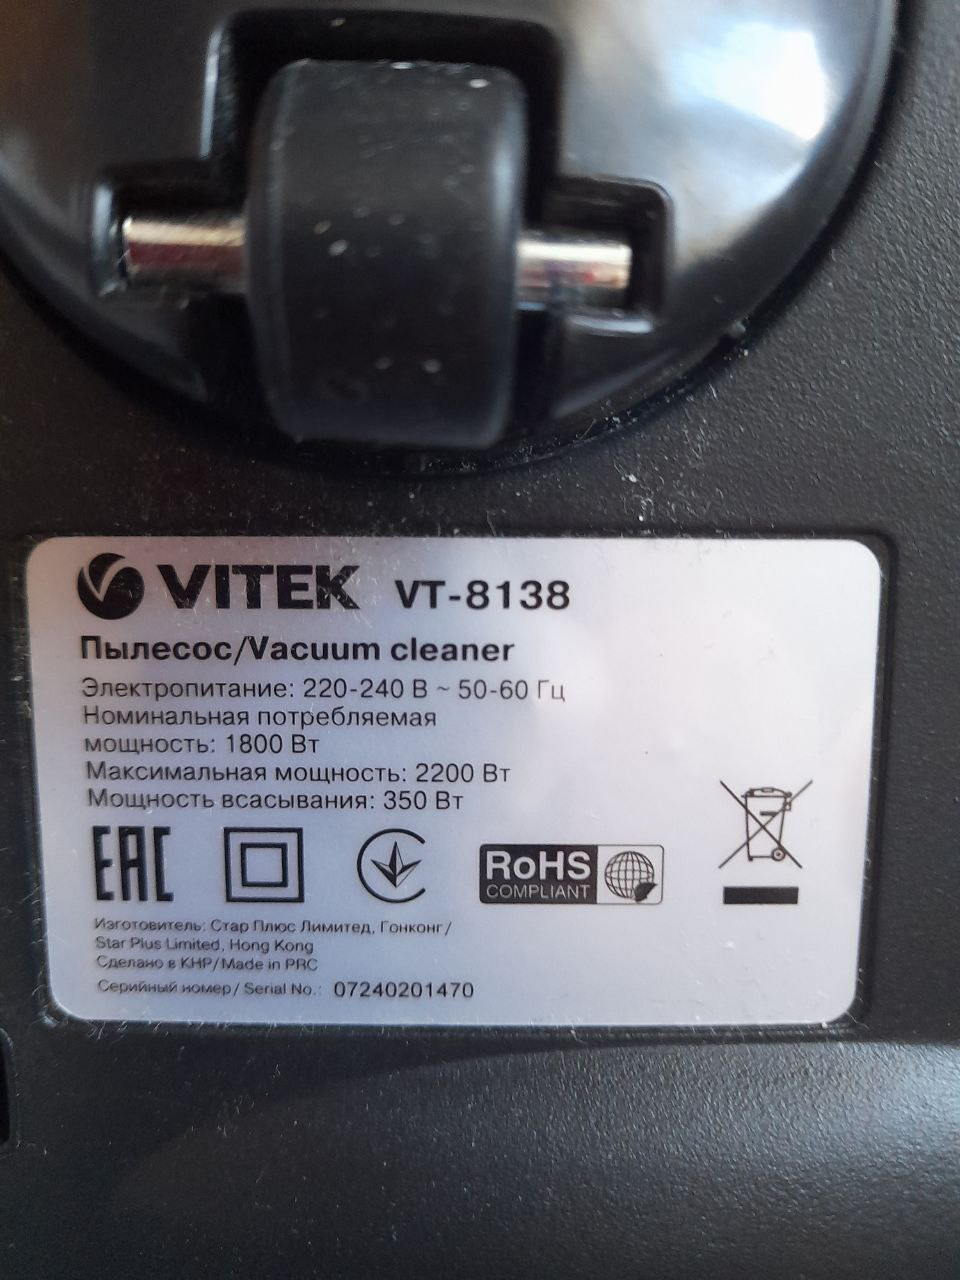 VITEK VT-8138
Пылесос/Vacuum cleaner
Электропитание: 220-240 В ~ 50-60 Гц
Номинальная потребляемая
мощность: 1800 Вт
Максимальная мощность: 2200 Вт
Мощность всасывания: 350 Вт
EAC RoHS
COMPLIANT
Изготовитель: Стар Плюс Лимитед, Гонконг/
Star Plus Limited, Hong Kong
Сделано в КНР/Made in PRC
Серийный номер/ Serial No.: 07240201470